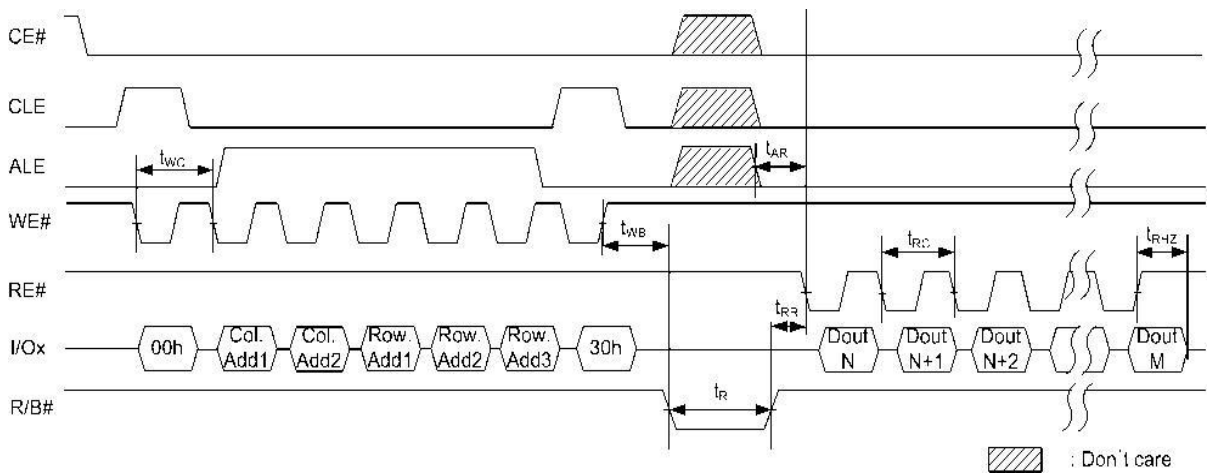 CE#
CLE
ALE
tAR
tWC
WE#
tWB
tRC
tRHZ
RE#
tRR
I/Ox
00h
Col. Add1
Col. Add2
Row. Add1
Row. Add2
Row. Add3
30h
Dout N
Dout N+1
Dout N+2
Dout M
R/B#
tR
: Don't care